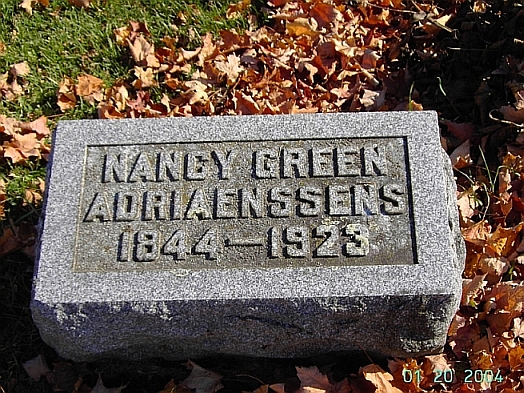 NANCY GREEN
ADRIAENSSENS
1844—1923
01 20 2004